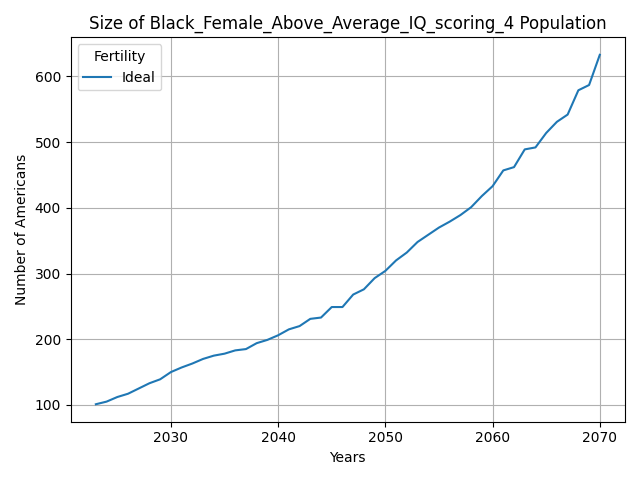 Size of Black_Female_Above_Average_IQ_scoring_4 Population
Fertility
Ideal
600
500
400
300
200
100
Number of Americans
2030 2040 2050 2060 2070
Years